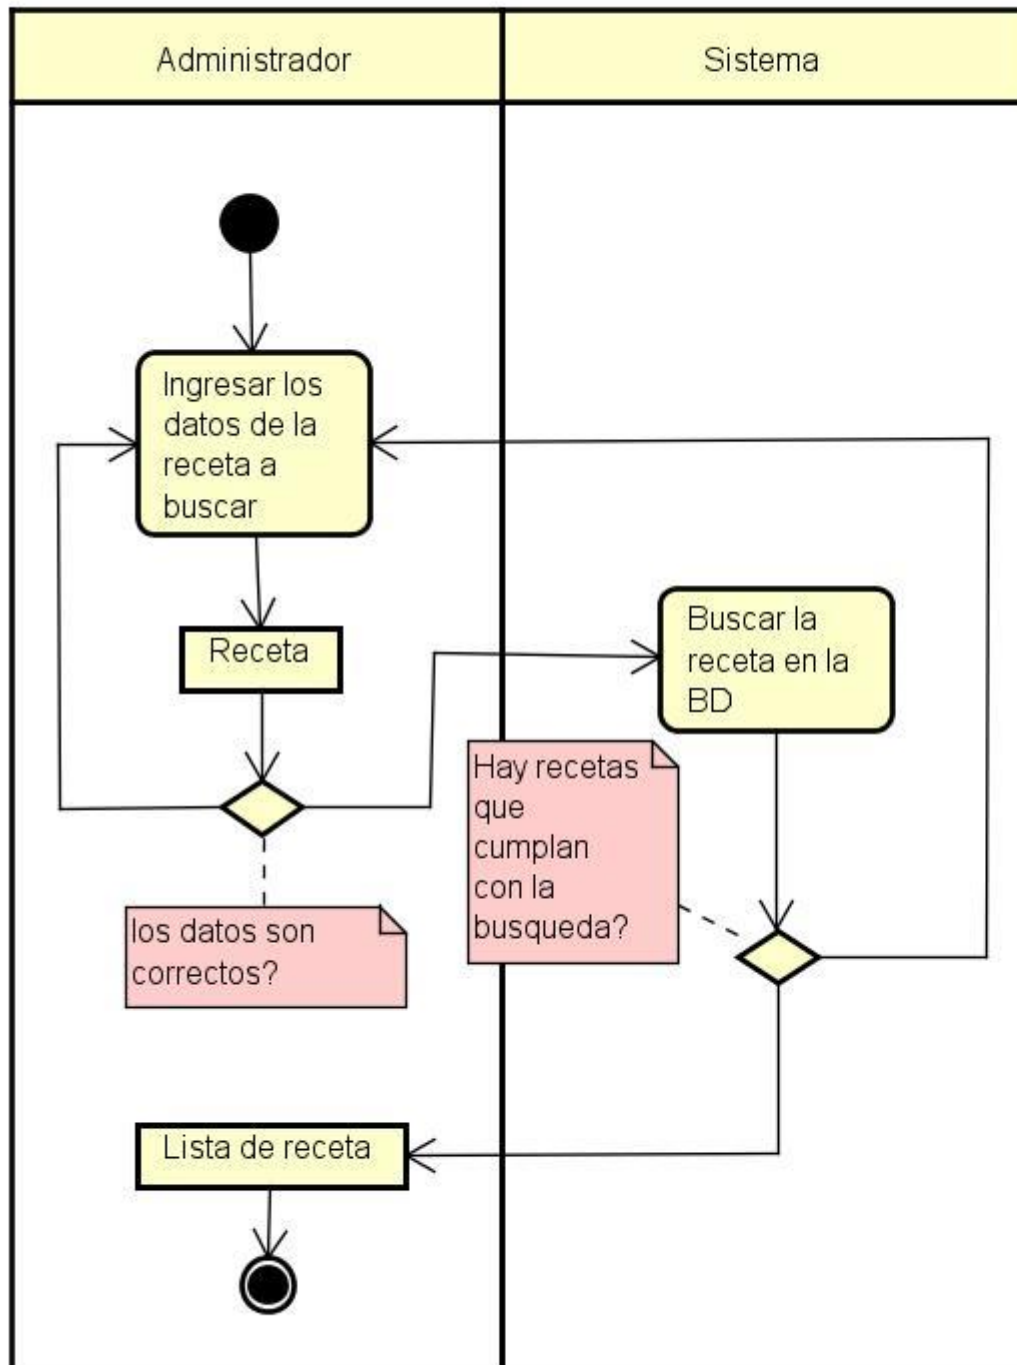 Administrador
Sistema
Ingresar los
datos de la
receta a
buscar
Receta
Buscar la
receta en la
BD
Hay recetas
que
cumplan
con la
busqueda?
los datos son
correctos?
Lista de receta